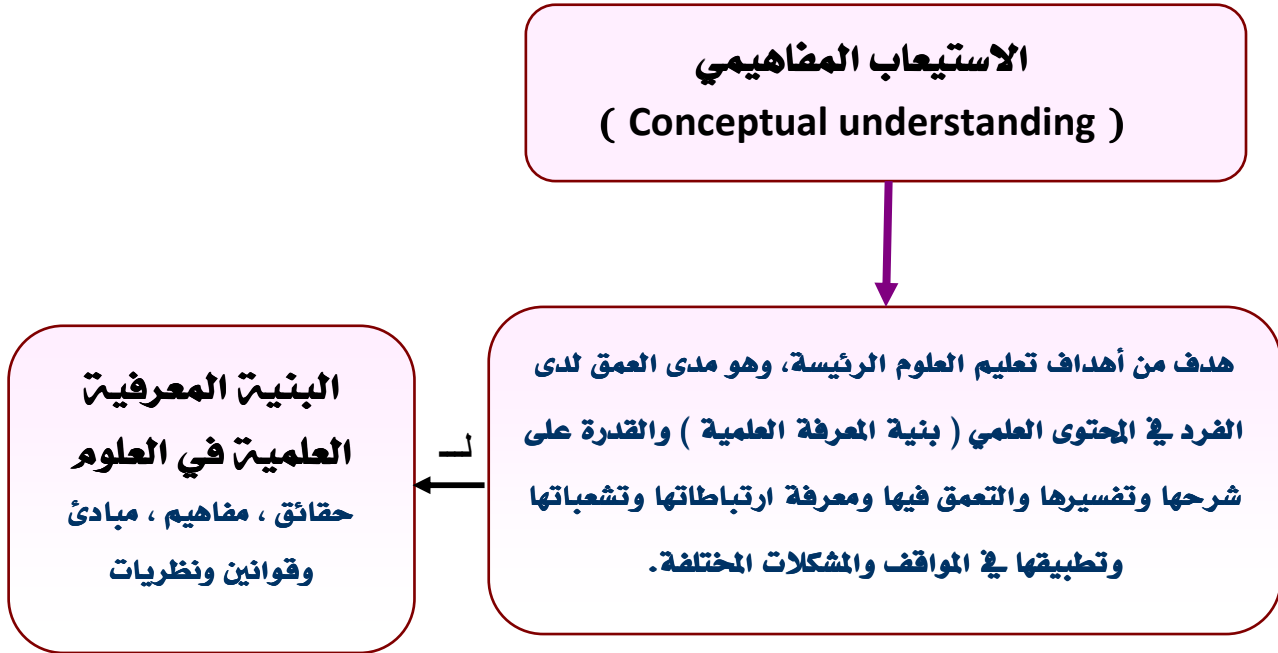 الاستيعاب المفاهيمي
( Conceptual understanding )
هدف من أهداف تعليم العلوم الرئيسة، وهو مدى العمق لدى
الفرد في المحتوى العلمي ( بنية المعرفة العلمية ) والقدرة على
شرحها وتفسيرها والتعمق فيها ومعرفة ارتباطاتها وتشعباتها
وتطبيقها في المواقف والمشكلات المختلفة.
لــ
البنية المعرفية
العلمية في العلوم
حقائق ، مفاهيم ، مبادئ
وقوانين ونظريات